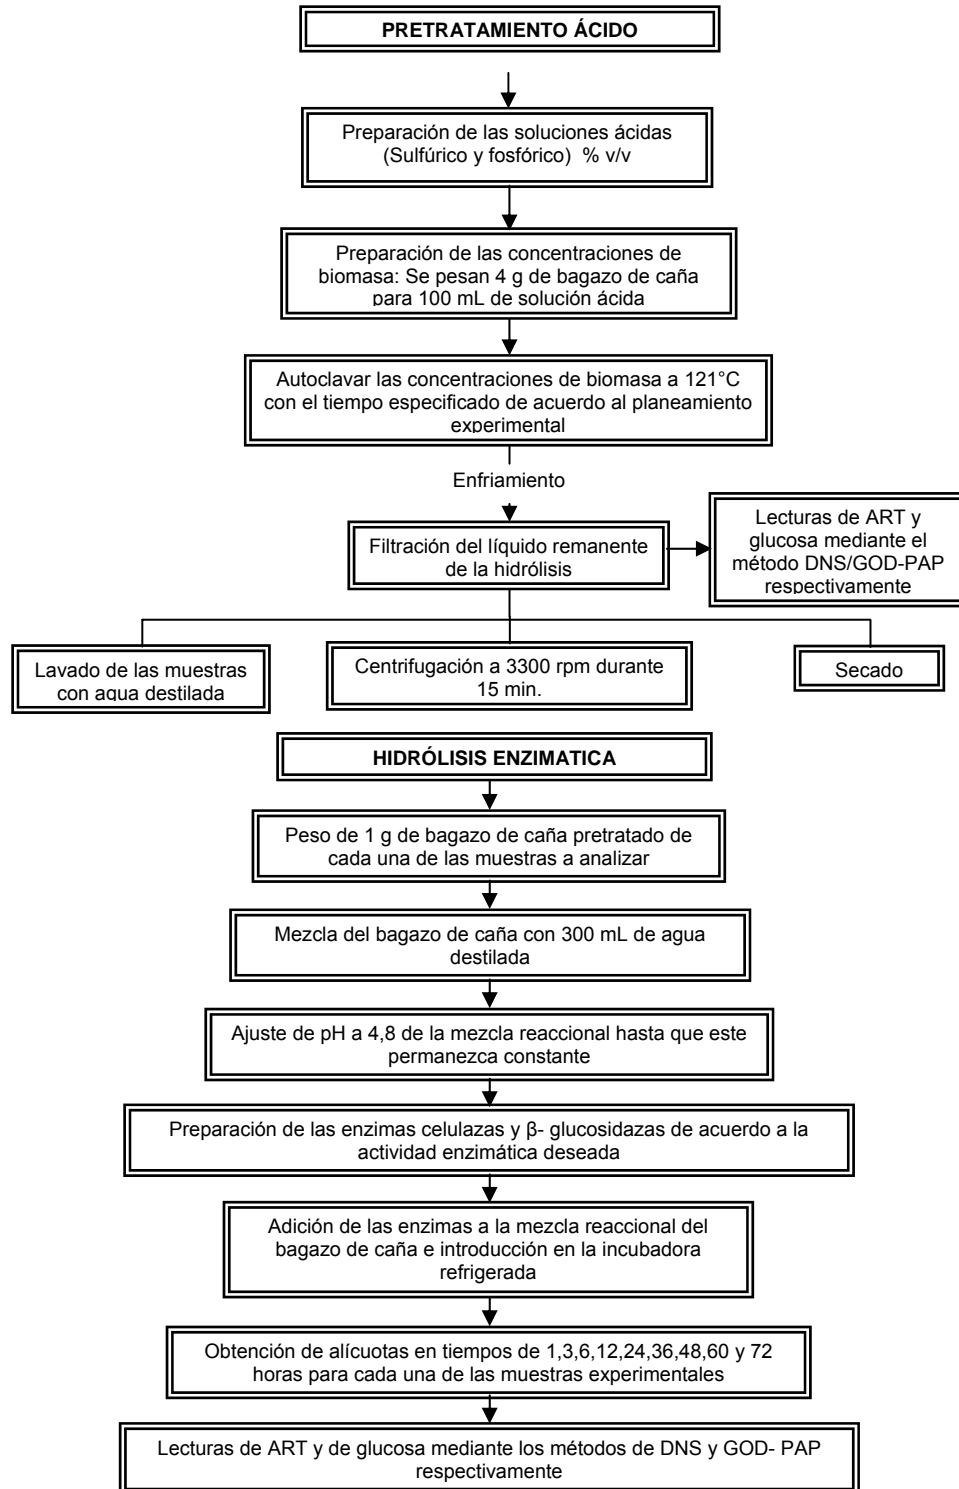 PRETRATAMIENTO ÁCIDO
Preparación de las soluciones ácidas
(Sulfúrico y fosfórico)  % v/v
Preparación de las concentraciones de
biomasa: Se pesan 4 g de bagazo de caña
para 100 mL de solución ácida
Autoclavar las concentraciones de biomasa a 121°C
con el tiempo especificado de acuerdo al planeamiento
experimental
Enfriamiento
Filtración del líquido remanente
de la hidrólisis
Lecturas de ART y
glucosa mediante el
método DNS/GOD-PAP
respectivamente
Lavado de las muestras
con agua destilada
Centrifugación a 3300 rpm durante
15 min.
Secado
HIDRÓLISIS ENZIMATICA
Peso de 1 g de bagazo de caña pretratado de
cada una de las muestras a analizar
Mezcla del bagazo de caña con 300 mL de agua
destilada
Ajuste de pH a 4,8 de la mezcla reaccional hasta que este
permanezca constante
Preparación de las enzimas celulazas y β- glucosidazas de acuerdo a la
actividad enzimática deseada
Adición de las enzimas a la mezcla reaccional del
bagazo de caña e introducción en la incubadora
refrigerada
Obtención de alícuotas en tiempos de 1,3,6,12,24,36,48,60 y 72
horas para cada una de las muestras experimentales
Lecturas de ART y de glucosa mediante los métodos de DNS y GOD- PAP
respectivamente